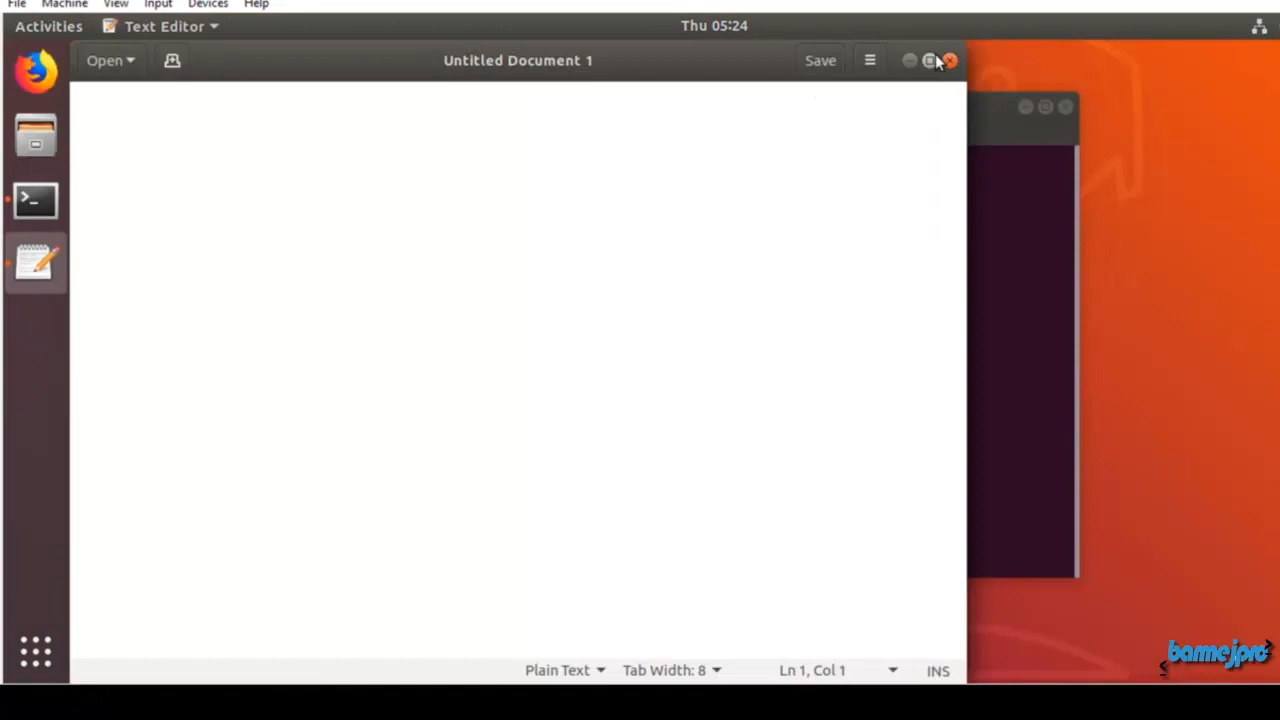 File Machine View Input Devices Help
Activities Text Editor Thu 05:24
Open Untitled Document 1 Save
>_
Plain Text Tab Width: 8 Ln 1, Col 1 INS
barmejpro